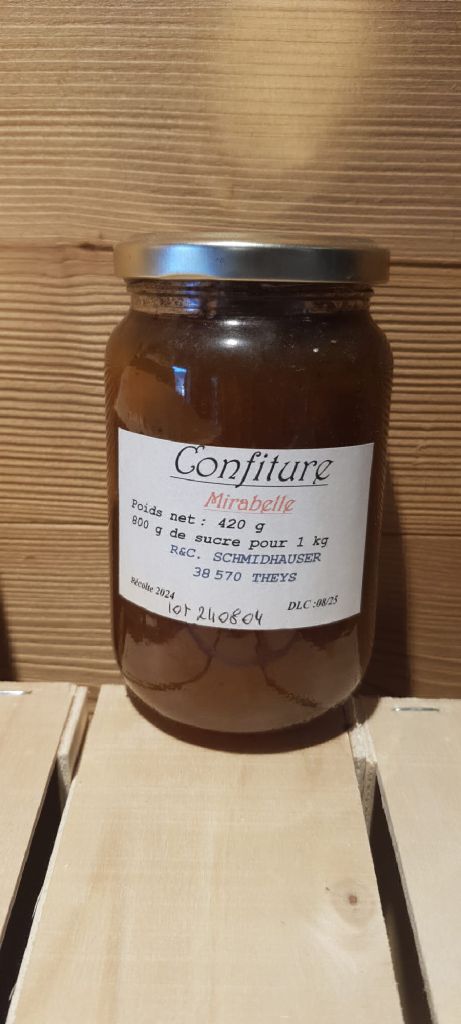 Confiture
Mirabelle
Poids net : 420 g
800 g de sucre pour 1 kg
R&C. SCHMIDHAUSER
38 570 THEYS
Récolte 2024
DLC :08/25
lot 240804